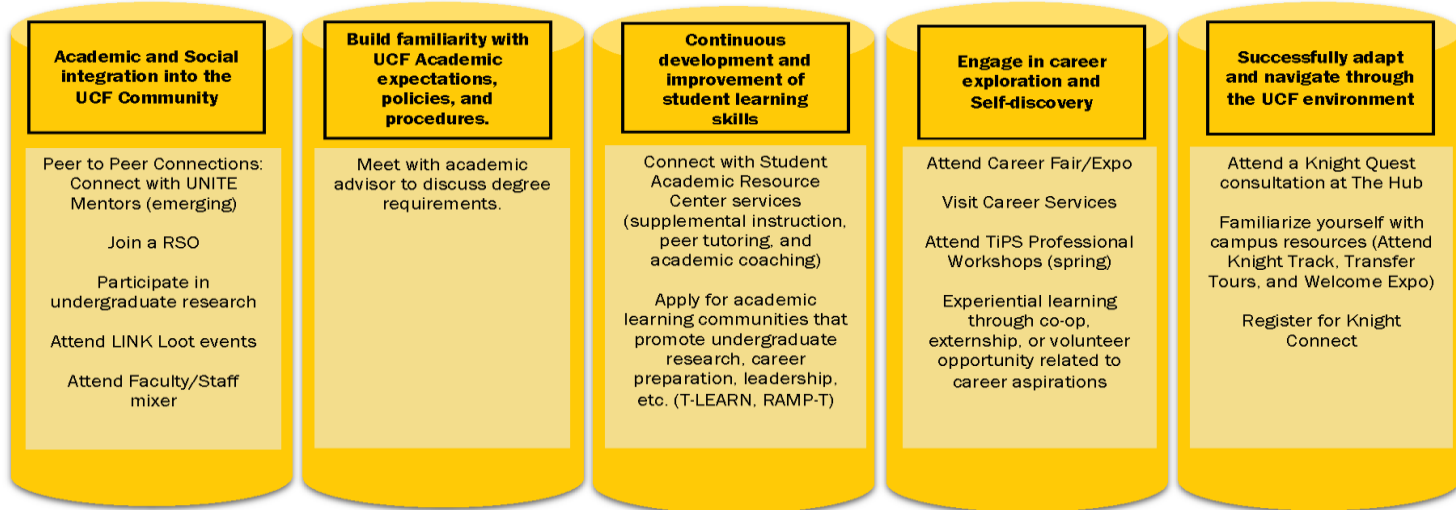 Academic and Social
integration into the
UCF Community
Peer to Peer Connections:
Connect with UNITE
Mentors (emerging)
Join a RSO
Participate in
undergraduate research
Attend LINK Loot events
Attend Faculty/Staff
mixer
Build familiarity with
UCF Academic
expectations,
policies, and
procedures.
Meet with academic
advisor to discuss degree
requirements.
Continuous
development and
improvement of
student learning
skills
Connect with Student
Academic Resource
Center services
(supplemental instruction,
peer tutoring, and
academic coaching)
Apply for academic
learning communities that
promote undergraduate
research, career
preparation, leadership,
etc. (T-LEARN, RAMP-T)
Engage in career
exploration and
Self-discovery
Attend Career Fair/Expo
Visit Career Services
Attend TiPS Professional
Workshops (spring)
Experiential learning
through co-op,
externship, or volunteer
opportunity related to
career aspirations
Successfully adapt
and navigate through
the UCF environment
Attend a Knight Quest
consultation at The Hub
Familiarize yourself with
campus resources (Attend
Knight Track, Transfer
Tours, and Welcome Expo)
Register for Knight
Connect